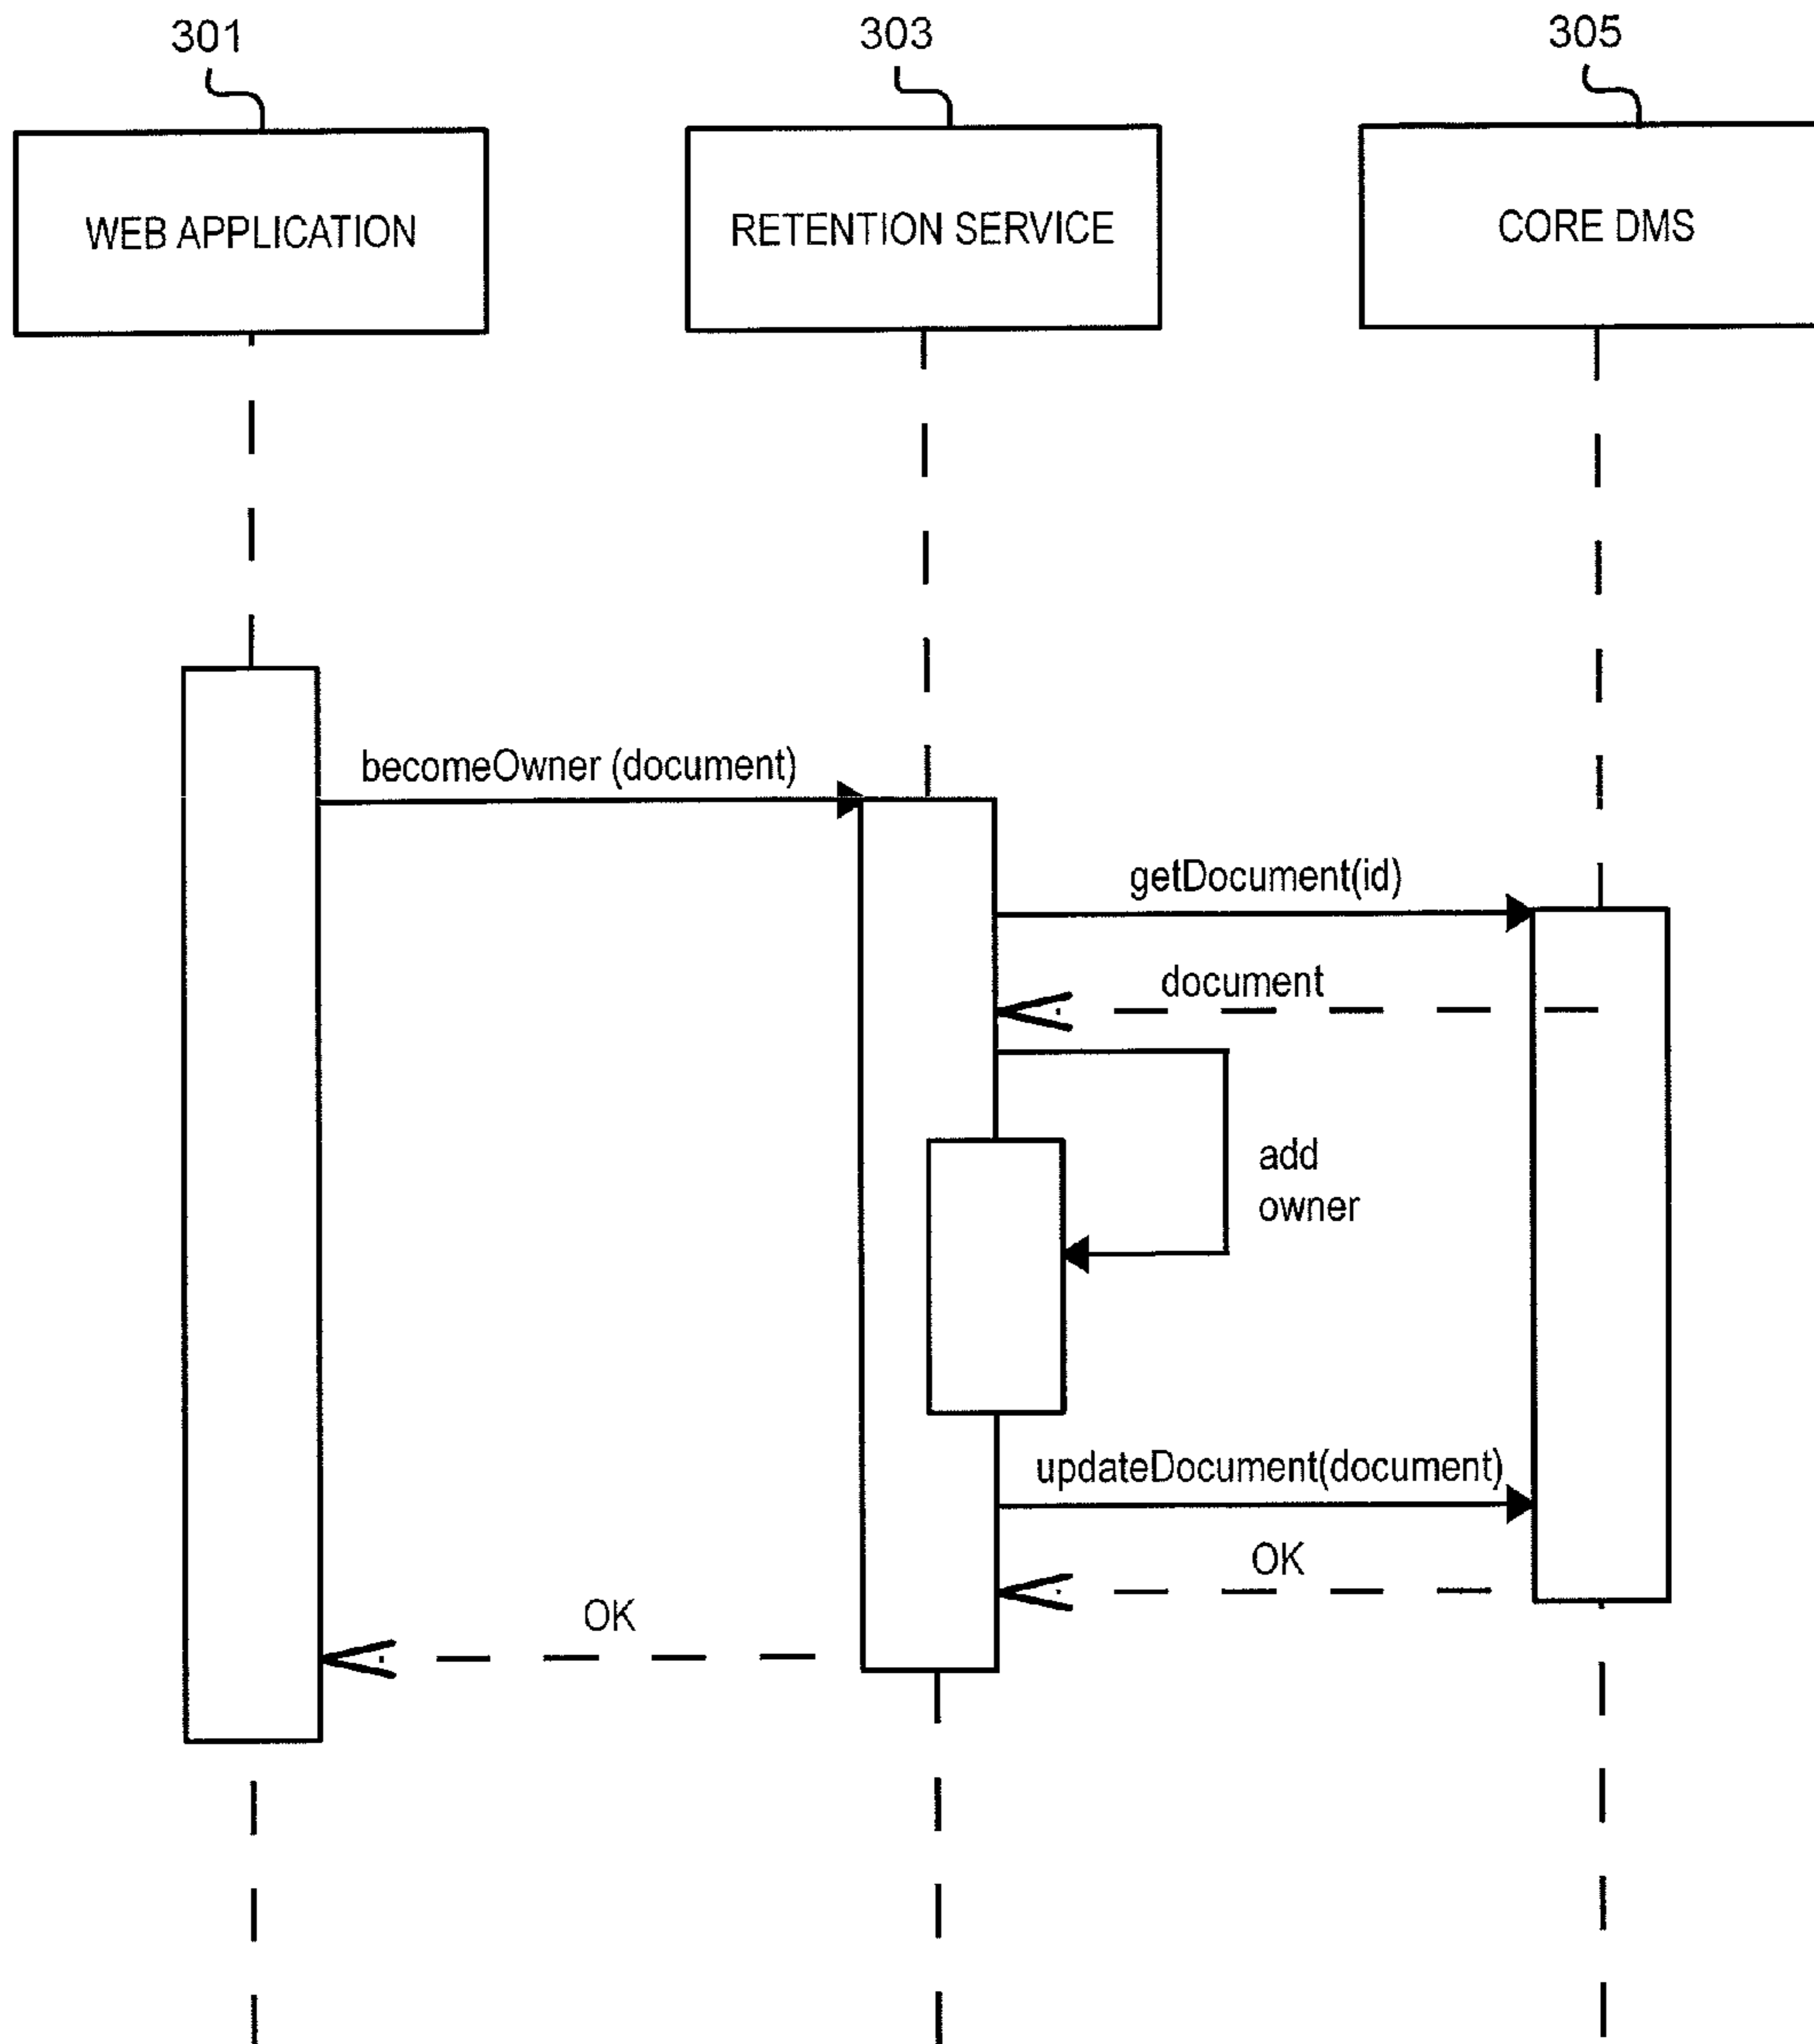 301
303
305
WEB APPLICATION
RETENTION SERVICE
CORE DMS
becomeOwner (document)
getDocument(id)
document
add
owner
updateDocument(document)
OK
OK